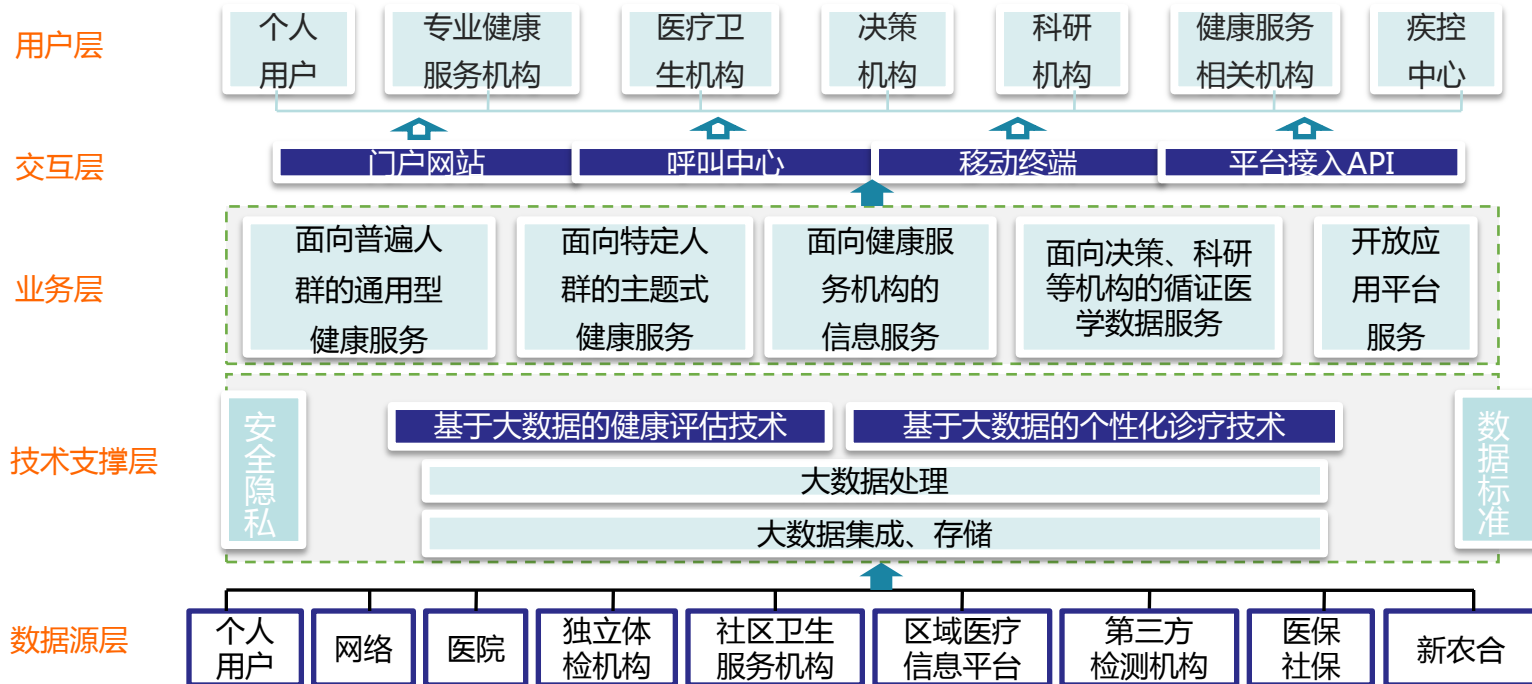 用户层
个人
用户
专业健康
服务机构
医疗卫
生机构
决策
机构
科研
机构
健康服务
相关机构
疾控
中心
交互层
门户网站
呼叫中心
移动终端
平台接入API
业务层
面向普遍人
群的通用型
健康服务
面向特定人
群的主题式
健康服务
面向健康服
务机构的
信息服务
面向决策、科研
等机构的循证医
学数据服务
开放应
用平台
服务
技术支撑层
安全隐私
基于大数据的健康评估技术
基于大数据的个性化诊疗技术
大数据处理
大数据集成、存储
数据标准
数据源层
个人
用户
网络
医院
独立体
检机构
社区卫生
服务机构
区域医疗
信息平台
第三方
检测机构
医保
社保
新农合